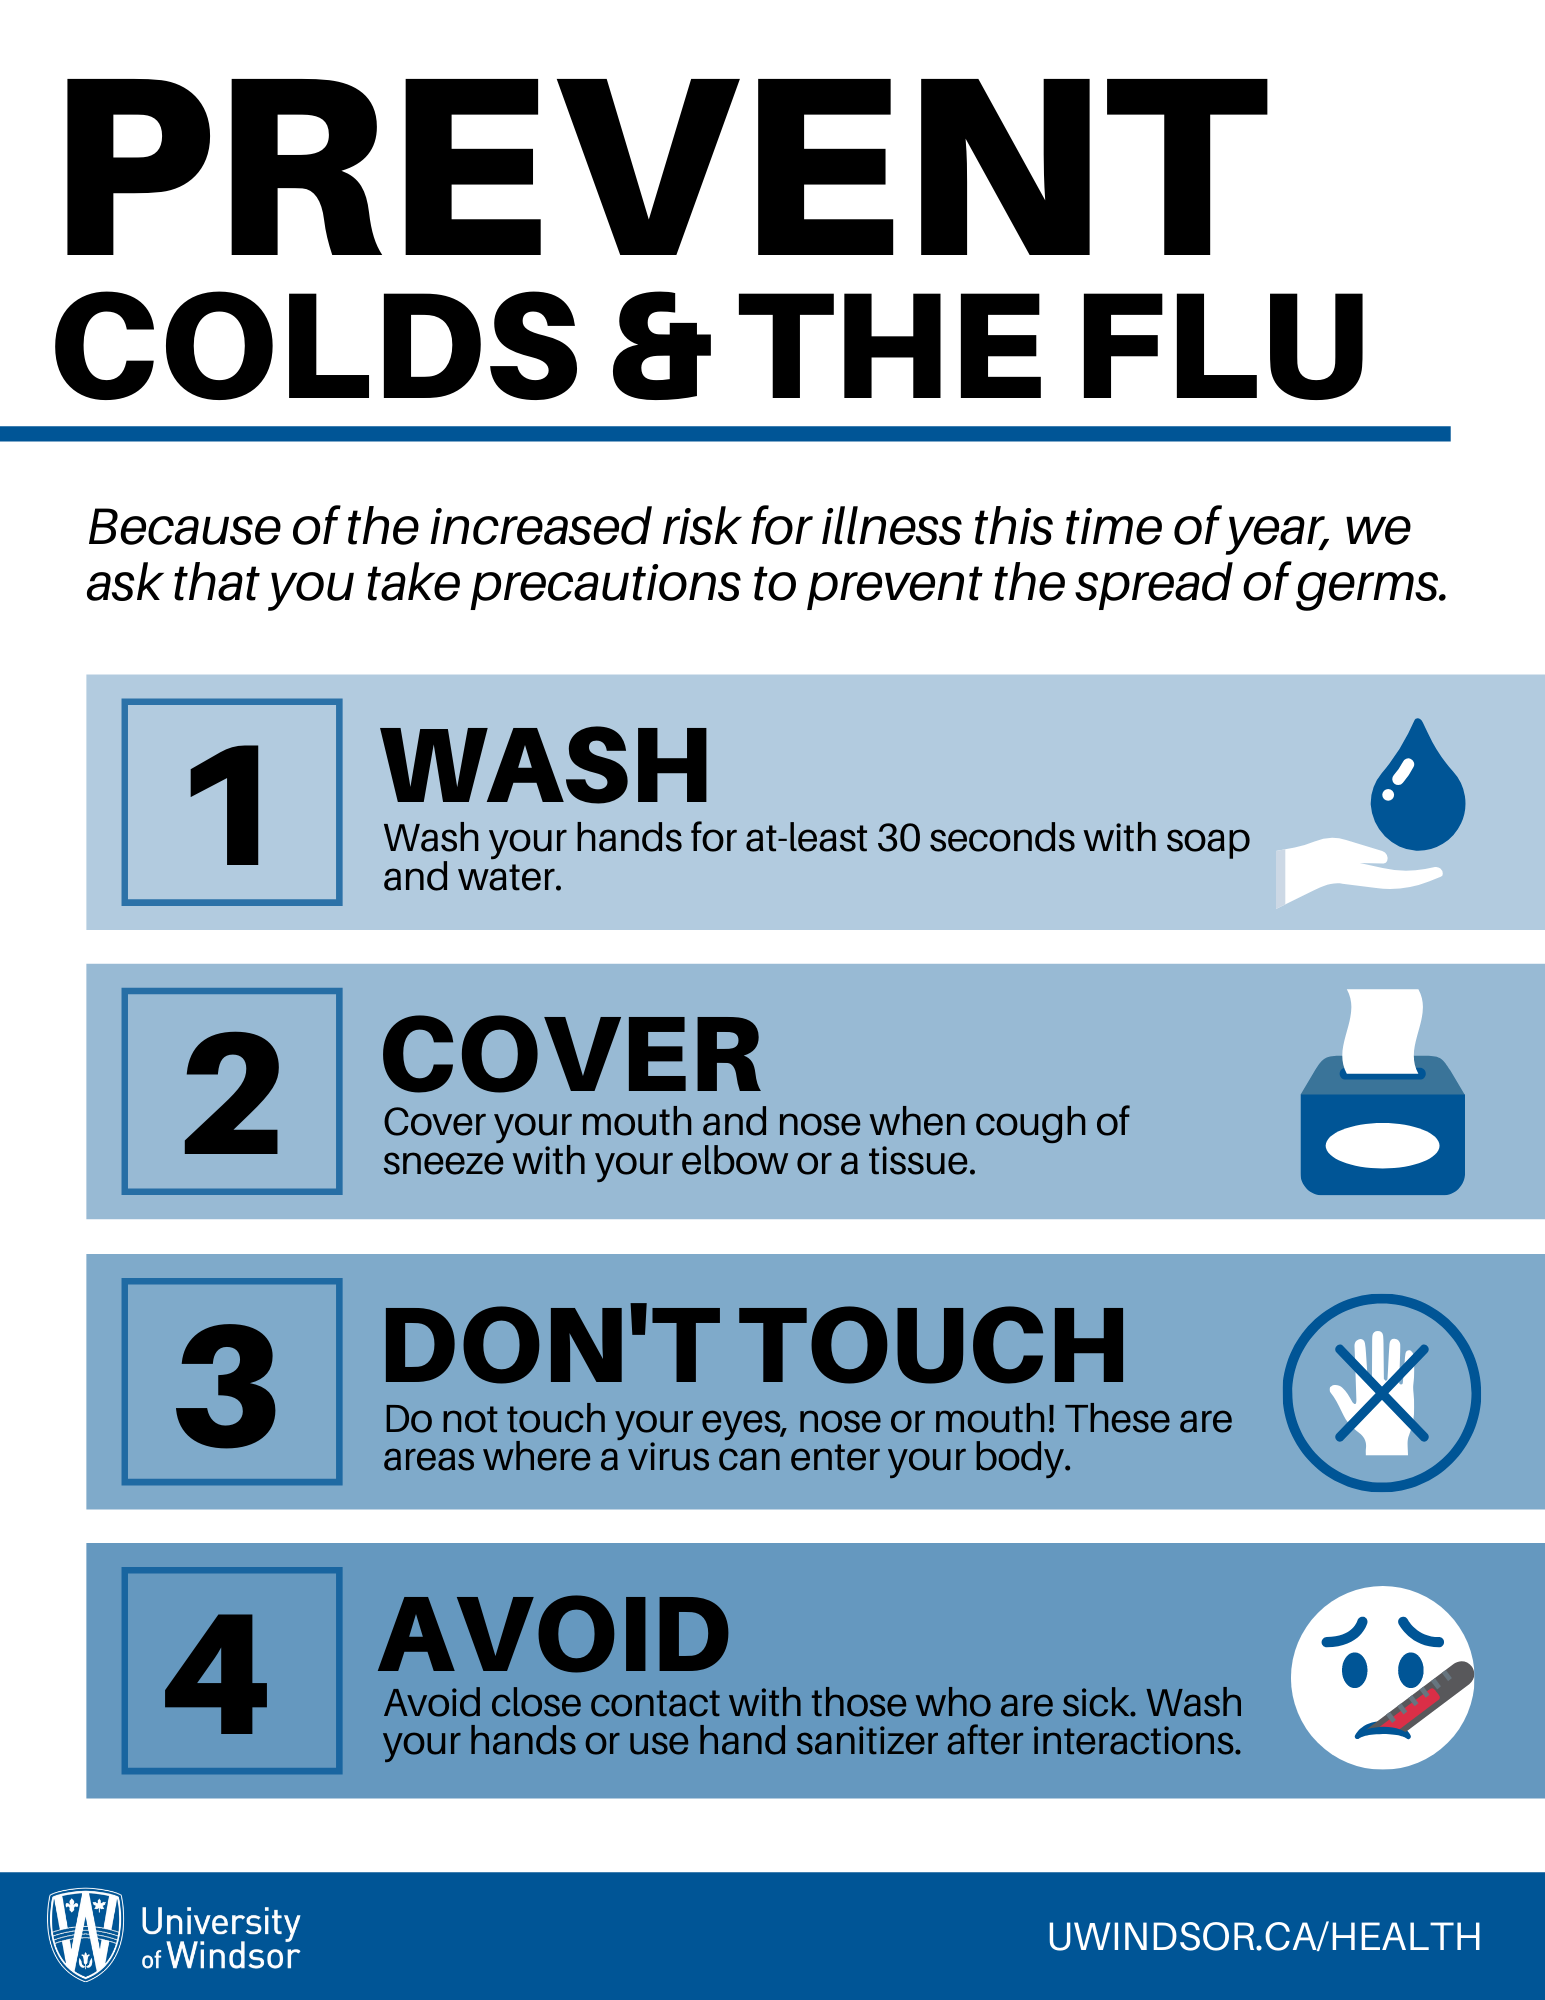 PREVENT
COLDS & THE FLU
Because of the increased risk for illness this time of year, we
ask that you take precautions to prevent the spread of germs.
1
WASH
Wash your hands for at-least 30 seconds with soap
and water.
2
COVER
Cover your mouth and nose when cough of
sneeze with your elbow or a tissue.
3
DON'T TOUCH
Do not touch your eyes, nose or mouth! These are
areas where a virus can enter your body.
4
AVOID
Avoid close contact with those who are sick. Wash
your hands or use hand sanitizer after interactions.
University
of Windsor
UWINDSOR.CA/HEALTH